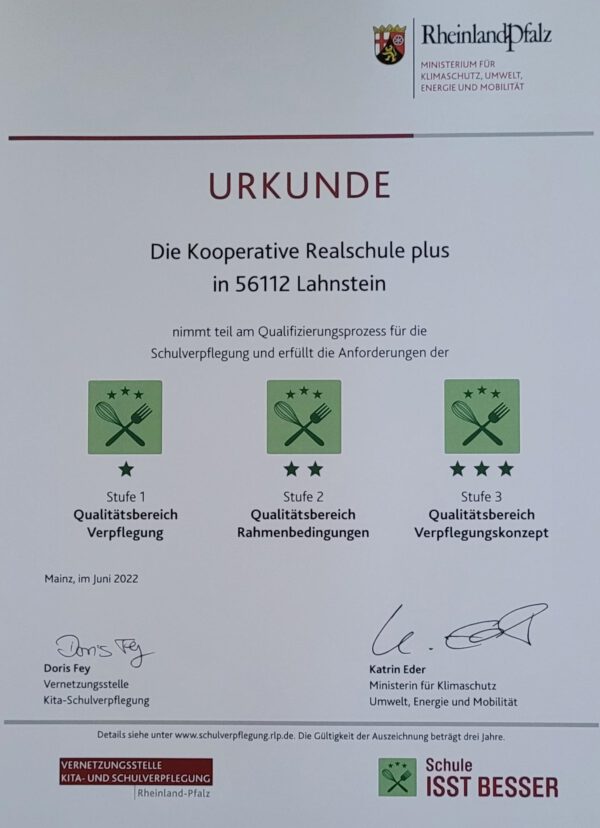 RheinlandPfalz
MINISTERIUM FÜR
KLIMASCHUTZ, UMWELT,
ENERGIE UND MOBILITÄT
URKUNDE
Die Kooperative Realschule plus
in 56112 Lahnstein
nimmt teil am Qualifizierungsprozess für die
Schulverpflegung und erfüllt die Anforderungen der
Stufe 1
Qualitätsbereich
Verpflegung
Stufe 2
Qualitätsbereich
Rahmenbedingungen
Stufe 3
Qualitätsbereich
Verpflegungskonzept
Mainz, im Juni 2022
Doris Fey
Doris Fey
Vernetzungsstelle
Kita-Schulverpflegung
K. Eder
Katrin Eder
Ministerin für Klimaschutz
Umwelt, Energie und Mobilität
Details siehe unter www.schulverpflegung.rlp.de. Die Gültigkeit der Auszeichnung beträgt drei Jahre.
VERNETZUNGSSTELLE
KITA- UND SCHULVERPFLEGUNG
Rheinland-Pfalz
Schule
ISST BESSER